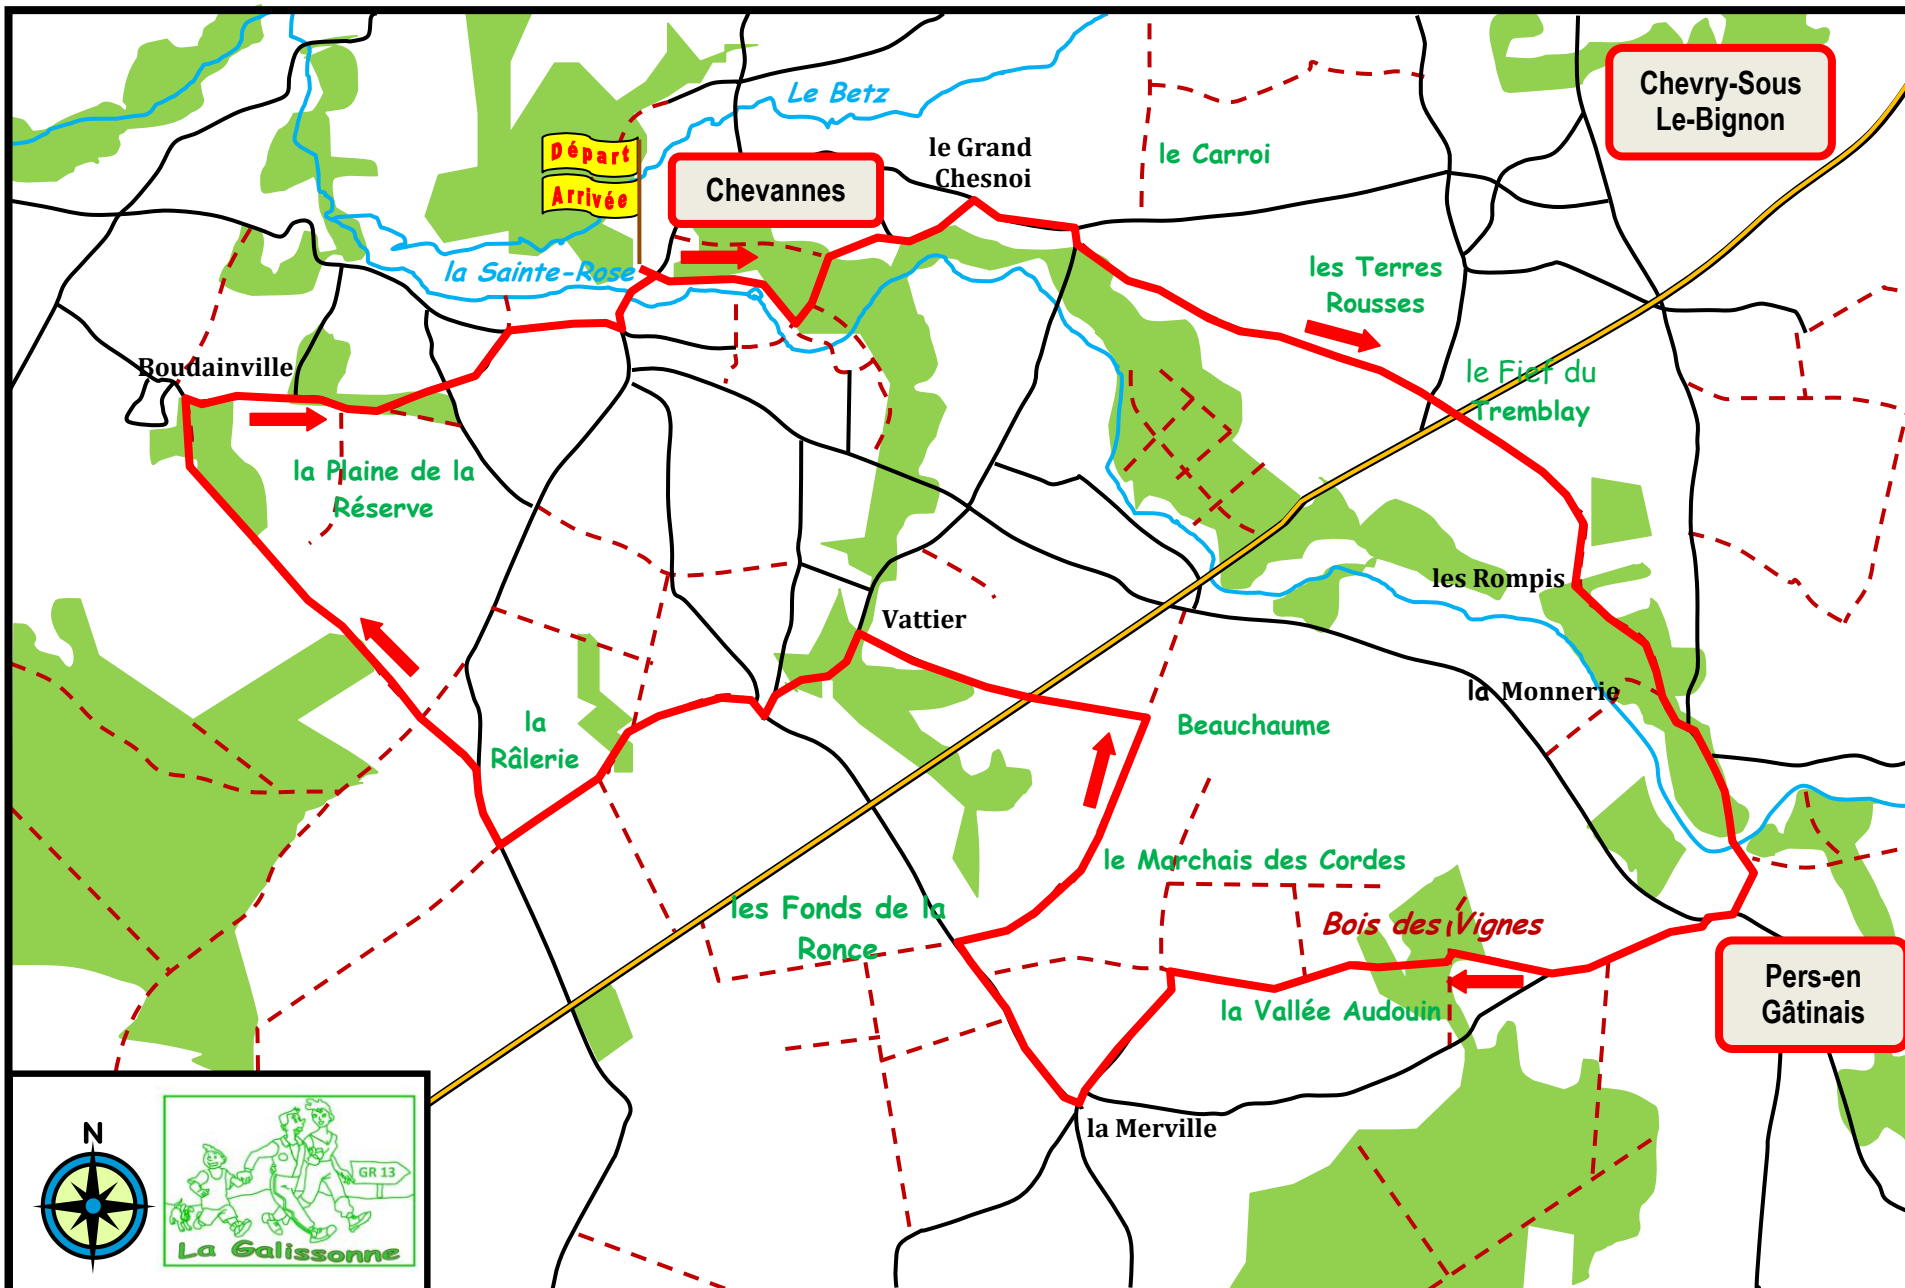 Chevry-Sous
Le-Bignon
Le Betz
Départ
Arrivée
le Grand
Chesnoi
le Carroi
Chevannes
la Sainte-Rose
les Terres
Rousses
Boudainville
le Fief du
Tremblay
la Plaine de la
Réserve
les Rompis
Vattier
la Monnerie
la
Râlerie
Beauchaume
le Marchais des Cordes
les Fonds de la
Ronce
Bois des Vignes
la Vallée Audouin
Pers-en
Gâtinais
la Merville
N
GR 13
La Galissonne